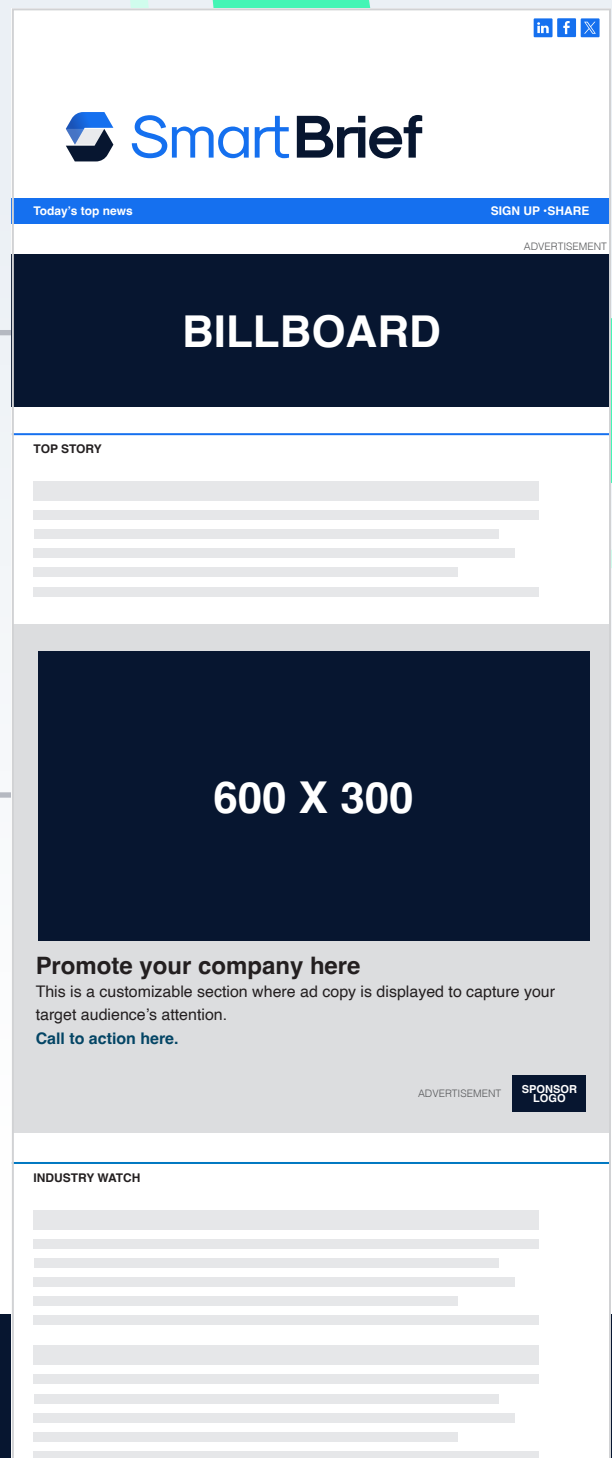 in f X
SmartBrief
Today's top news
SIGN UP •SHARE
ADVERTISEMENT
BILLBOARD
TOP STORY
600 X 300
Promote your company here
This is a customizable section where ad copy is displayed to capture your
target audience's attention.
Call to action here.
ADVERTISEMENT
SPONSOR
LOGO
INDUSTRY WATCH